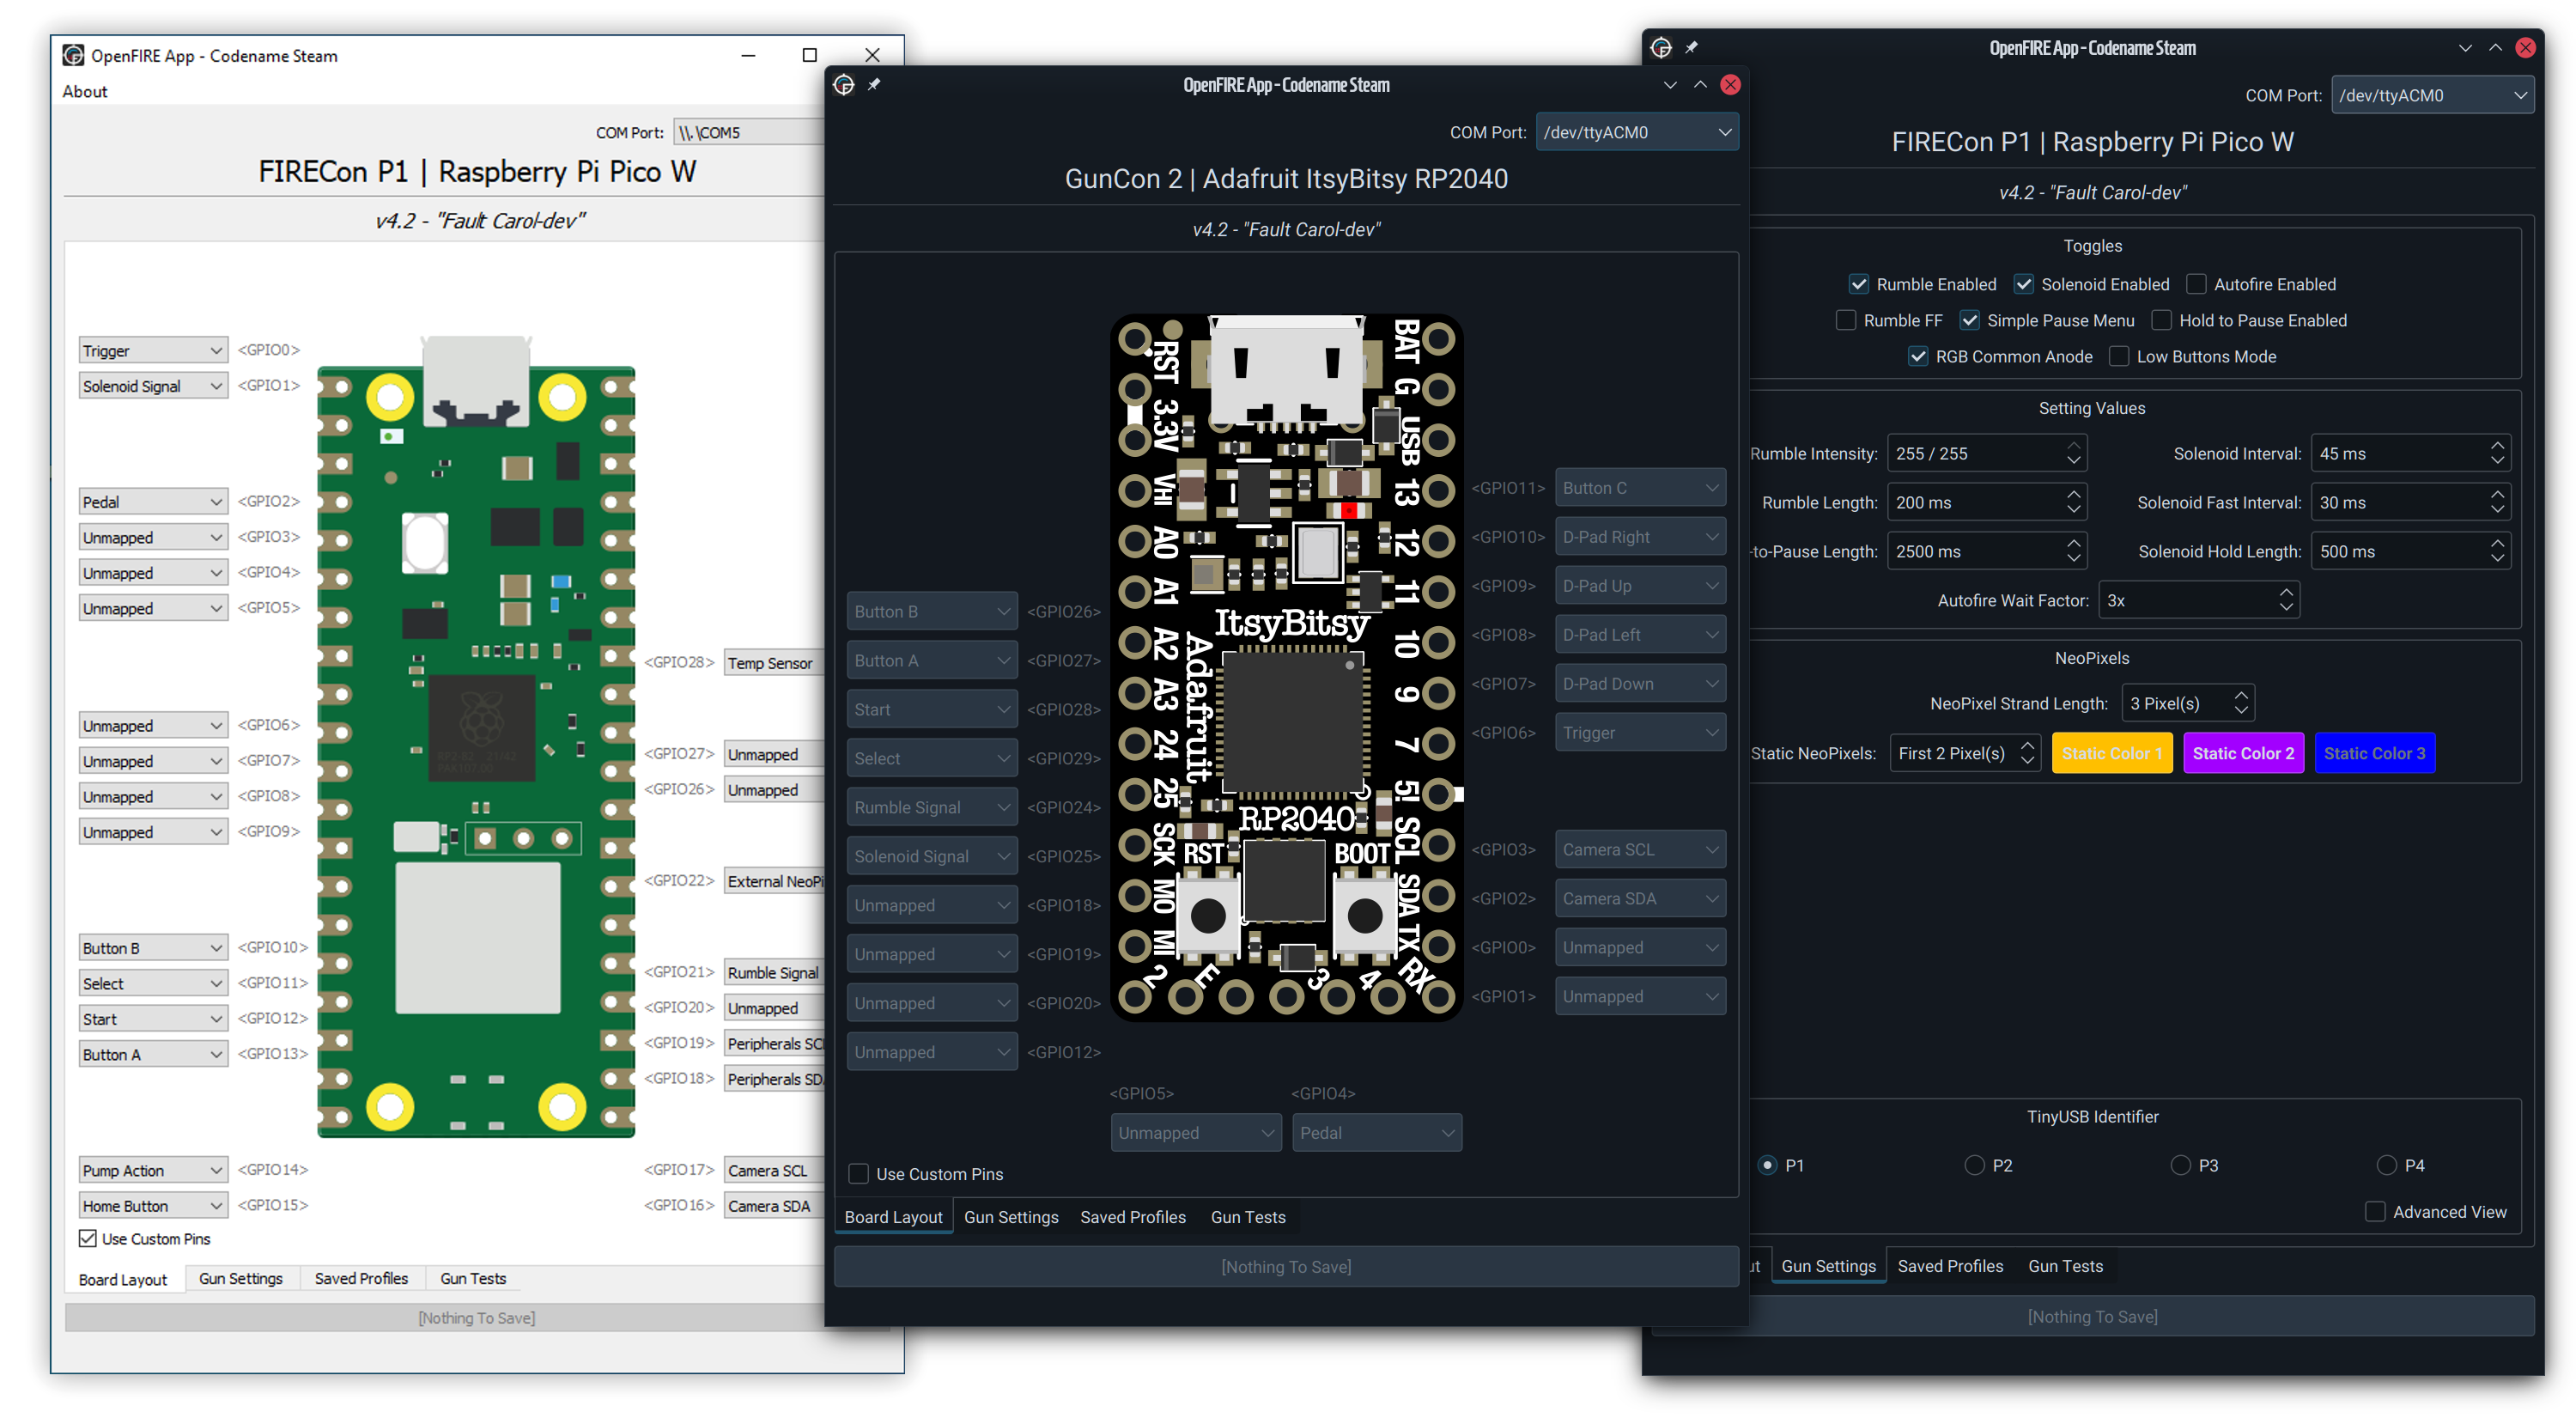 OpenFIRE App - Codename Steam
About
COM Port: \\.\COM5
FIRECon P1 | Raspberry Pi Pico W
v4.2 - "Fault Carol-dev"
Trigger <GPIO0>
Solenoid Signal <GPIO1>
Pedal <GPIO2>
Unmapped <GPIO3>
Unmapped <GPIO4>
Unmapped <GPIO5>
Unmapped <GPIO6>
Unmapped <GPIO7>
Unmapped <GPIO8>
Unmapped <GPIO9>
Button B <GPIO10>
Select <GPIO11>
Start <GPIO12>
Button A <GPIO13>
Pump Action <GPIO14>
Home Button <GPIO15>
<GPIO28> Temp Sensor
<GPIO27> Unmapped
<GPIO26> Unmapped
<GPIO22> External NeoPi
<GPIO21> Rumble Signal
<GPIO20> Unmapped
<GPIO19> Peripherals SC
<GPIO18> Peripherals SD
<GPIO17> Camera SCL
<GPIO16> Camera SDA
Use Custom Pins
Board Layout Gun Settings Saved Profiles Gun Tests
[Nothing To Save]
OpenFIRE App - Codename Steam
COM Port: /dev/ttyACM0
GunCon 2 | Adafruit ItsyBitsy RP2040
v4.2 - "Fault Carol-dev"
Button B <GPIO26>
Button A <GPIO27>
Start <GPIO28>
Select <GPIO29>
Rumble Signal <GPIO24>
Solenoid Signal <GPIO25>
Unmapped <GPIO18>
Unmapped <GPIO19>
Unmapped <GPIO20>
Unmapped <GPIO12>
RST
3.3V
VHI
A0
A1
A2
A3
24
25
SCK
MO
MI
2
E
3
4
RX
TX
SDA
SCL
5!
7
9
10
11
12
13
USB
G
BAT
ItsyBitsy
Adafruit
RP2040
RST BOOT
<GPIO11> Button C
<GPIO10> D-Pad Right
<GPIO9> D-Pad Up
<GPIO8> D-Pad Left
<GPIO7> D-Pad Down
<GPIO6> Trigger
<GPIO3> Camera SCL
<GPIO2> Camera SDA
<GPIO0> Unmapped
<GPIO1> Unmapped
<GPIO5> <GPIO4>
Unmapped Pedal
Use Custom Pins
Board Layout Gun Settings Saved Profiles Gun Tests
[Nothing To Save]
OpenFIRE App - Codename Steam
COM Port: /dev/ttyACM0
FIRECon P1 | Raspberry Pi Pico W
v4.2 - "Fault Carol-dev"
Toggles
Rumble Enabled Solenoid Enabled Autofire Enabled
Rumble FF Simple Pause Menu Hold to Pause Enabled
RGB Common Anode Low Buttons Mode
Setting Values
Rumble Intensity: 255 / 255 Solenoid Interval: 45 ms
Rumble Length: 200 ms Solenoid Fast Interval: 30 ms
-to-Pause Length: 2500 ms Solenoid Hold Length: 500 ms
Autofire Wait Factor: 3x
NeoPixels
NeoPixel Strand Length: 3 Pixel(s)
Static NeoPixels: First 2 Pixel(s) Static Color 1 Static Color 2 Static Color 3
TinyUSB Identifier
P1 P2 P3 P4
Advanced View
ut Gun Settings Saved Profiles Gun Tests
[Nothing To Save]